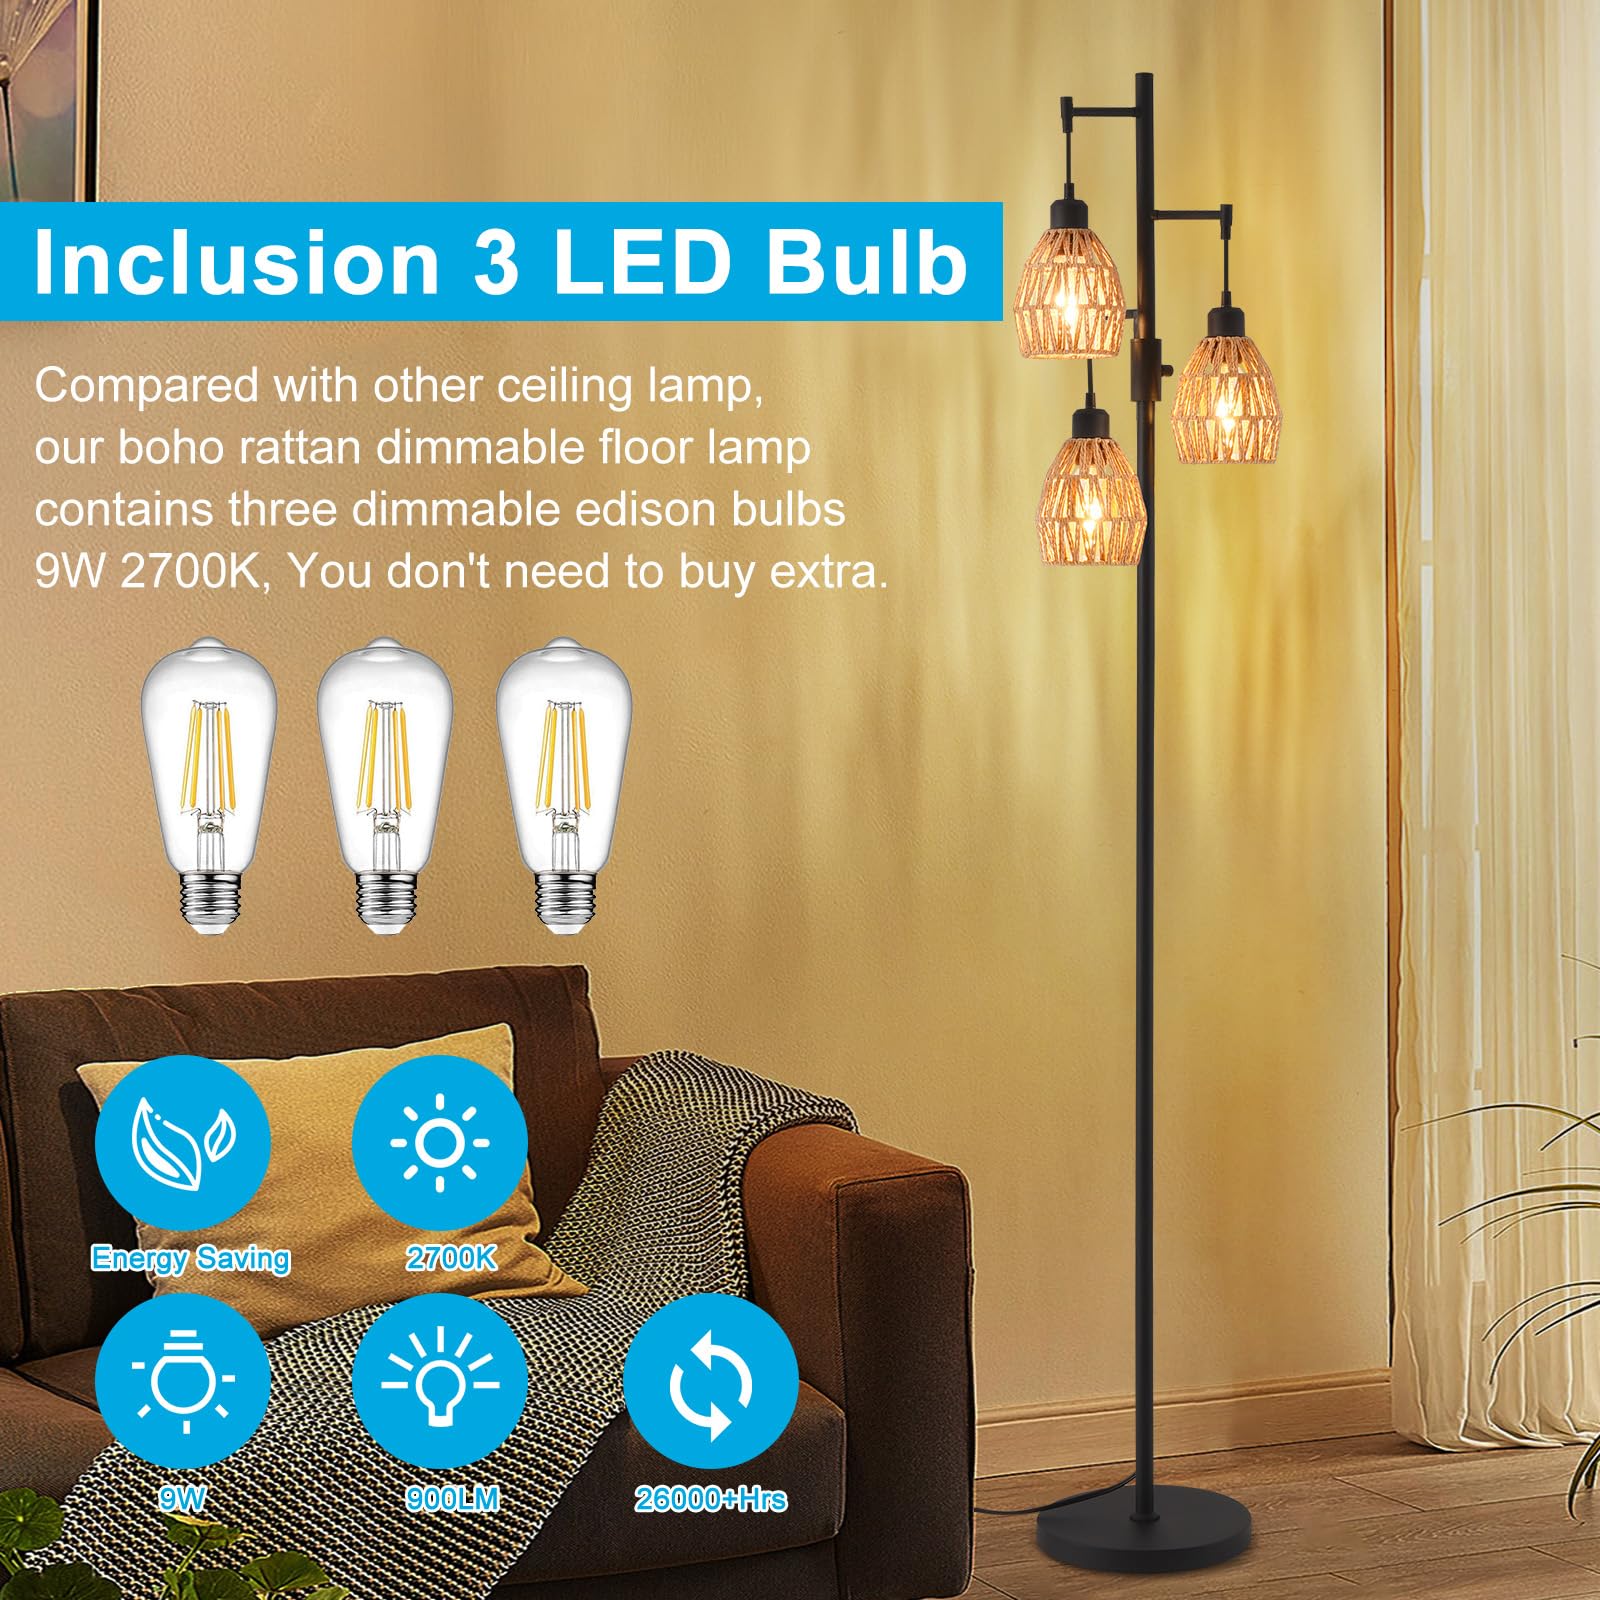 Inclusion 3 LED Bulb
Compared with other ceiling lamp,
our boho rattan dimmable floor lamp
contains three dimmable edison bulbs
9W 2700K, You don't need to buy extra.
Energy Saving
2700K
9W
900LM
26000+Hrs